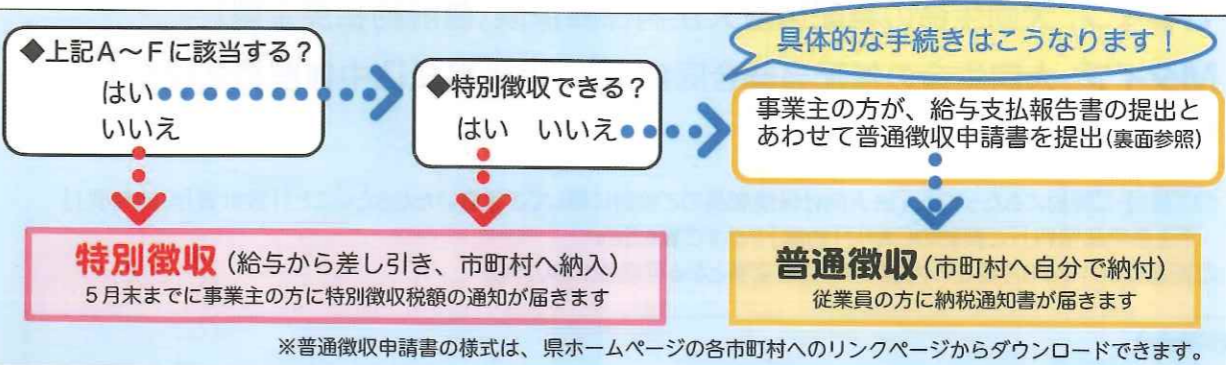 ◆上記A〜Fに該当する?
はい
いいえ
◆特別徴収できる?
はい いいえ
具体的な手続きはこうなります!
事業主の方が、給与支払報告書の提出と
あわせて普通徴収申請書を提出(裏面参照)
特別徴収(給与から差し引き、市町村へ納入)
5月末までに事業主の方に特別徴収税額の通知が届きます
普通徴収(市町村へ自分で納付)
従業員の方に納税通知書が届きます
※普通徴収申請書の様式は、県ホームページの各市町村へのリンクページからダウンロードできます。